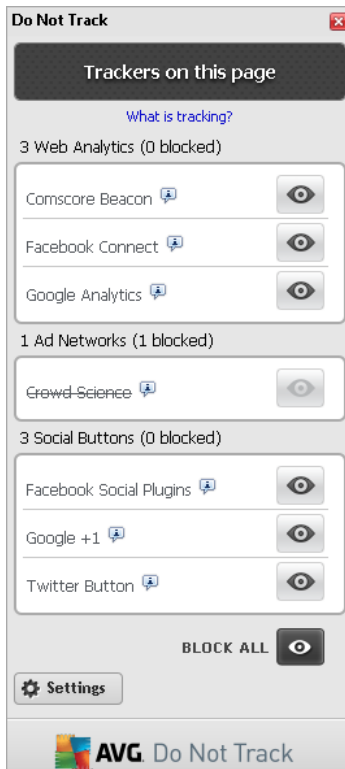 Do Not Track
Trackers on this page
What is tracking?
3 Web Analytics (0 blocked)
Comscore Beacon
Facebook Connect
Google Analytics
1 Ad Networks (1 blocked)
Crowd Science
3 Social Buttons (0 blocked)
Facebook Social Plugins
Google +1
Twitter Button
BLOCK ALL
Settings
AVG. Do Not Track